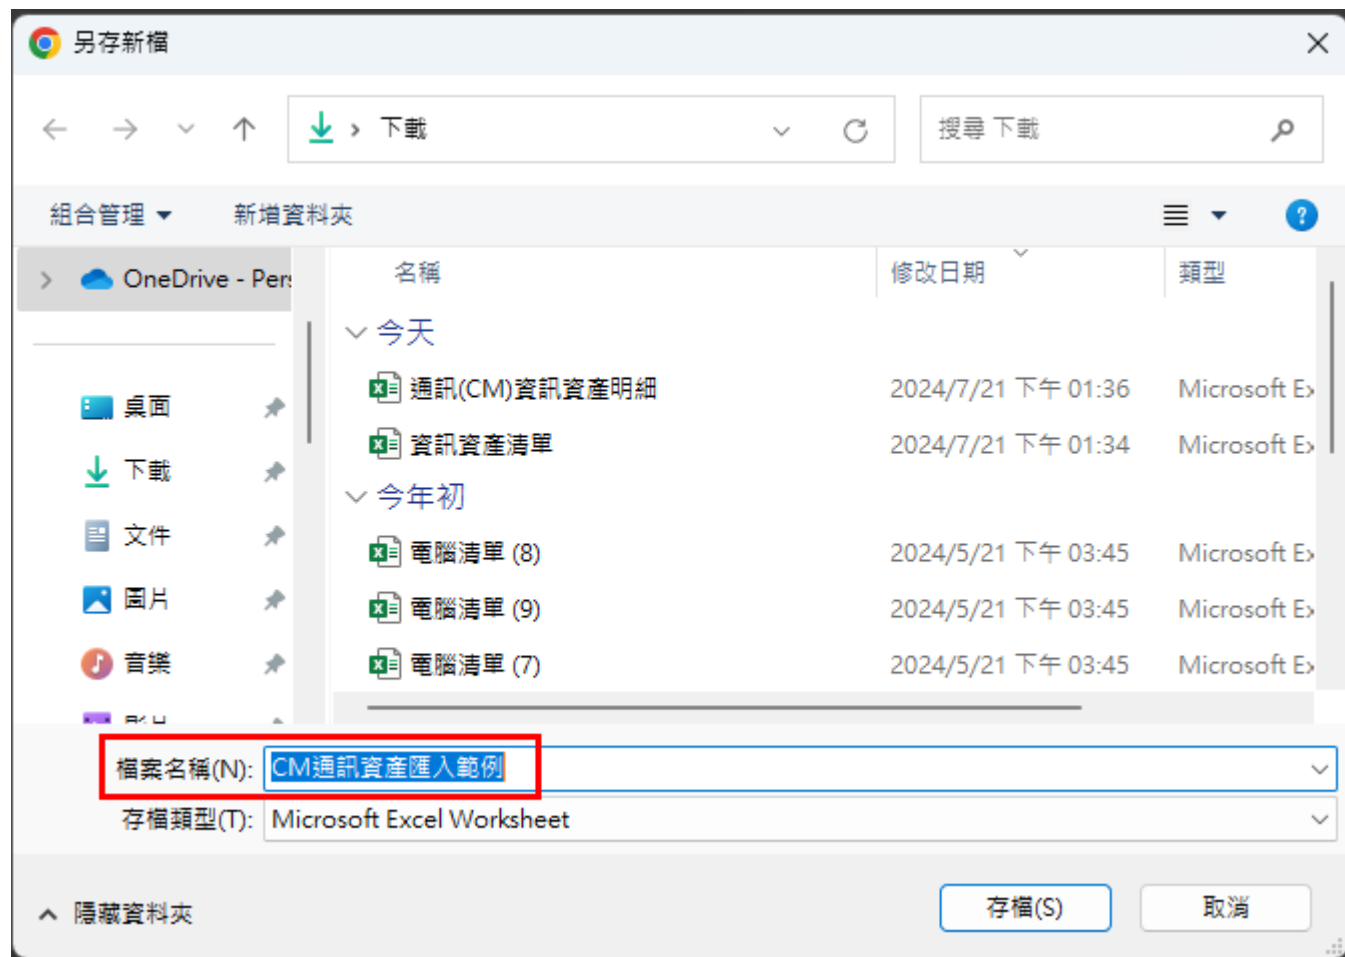 另存新檔
下載
搜尋 下載
組合管理
新增資料夾
OneDrive - Pers
名稱
修改日期
類型
今天
通訊(CM)資訊資產明細
2024/7/21 下午 01:36
Microsoft Ex
資訊資產清單
2024/7/21 下午 01:34
Microsoft Ex
今年初
電腦清單 (8)
2024/5/21 下午 03:45
Microsoft Ex
電腦清單 (9)
2024/5/21 下午 03:45
Microsoft Ex
電腦清單 (7)
2024/5/21 下午 03:45
Microsoft Ex
桌面
下載
文件
圖片
音樂
檔案名稱(N):
CM通訊資產匯入範例
存檔類型(T):
Microsoft Excel Worksheet
隱藏資料夾
存檔(S)
取消